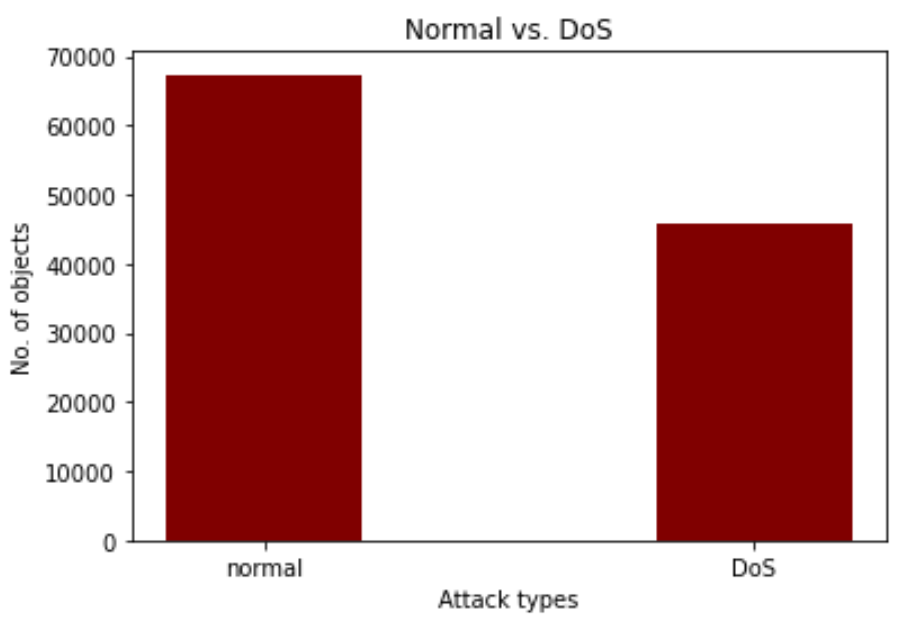 Normal vs. DoS
70000
60000
50000
40000
30000
20000
10000
0
No. of objects
normal DoS
Attack types